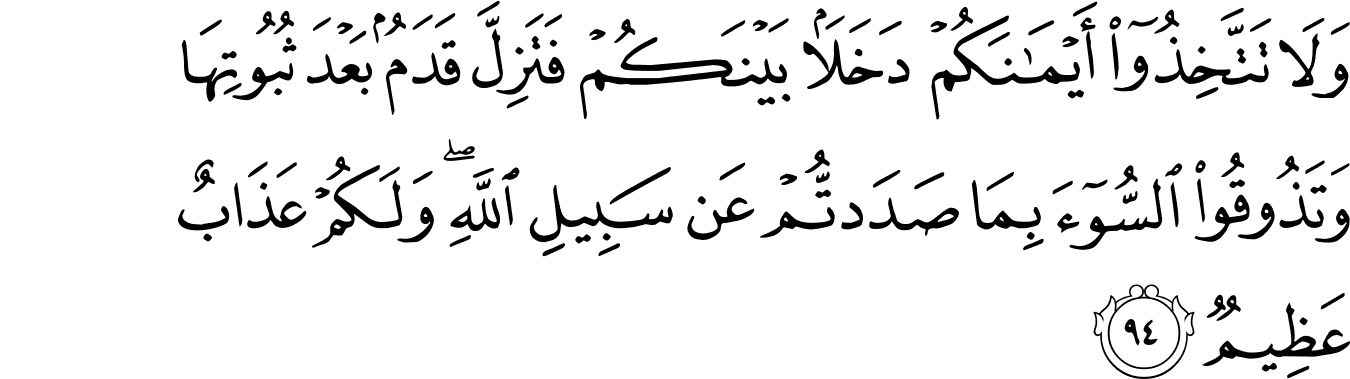 وَلَا تَتَّخِذُوٓا۟ أَيْمَـٰنَكُمْ دَخَلًۢا بَيْنَكُمْ فَتَزِلَّ قَدَمٌۢ بَعْدَ ثُبُوتِهَا
وَتَذُوقُوا۟ ٱلسُّوٓءَ بِمَا صَدَدتُّمْ عَن سَبِيلِ ٱللَّهِ ۖ وَلَكُمْ عَذَابٌ
عَظِيمٌ ٩٤